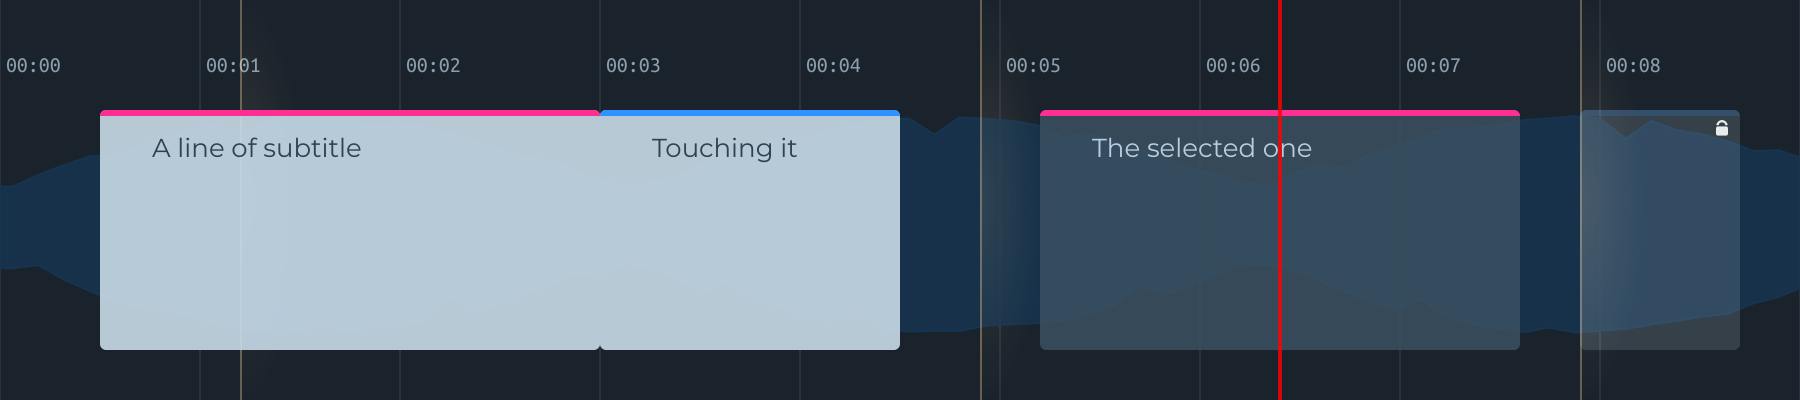 00:00 00:01 00:02 00:03 00:04 00:05 00:06 00:07 00:08
A line of subtitle
Touching it
The selected one